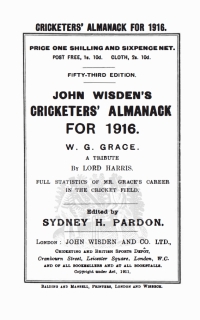 CRICKETERS' ALMANACK FOR 1916.
PRICE ONE SHILLING AND SIXPENCE NET.
POST FREE, 1s. 10d. CLOTH, 2s. 10d.
FIFTY-THIRD EDITION.
JOHN WISDEN'S
CRICKETERS' ALMANACK
FOR 1916.
W. G. GRACE.
A TRIBUTE
By LORD HARRIS.
FULL STATISTICS OF MR. GRACE'S CAREER
IN THE CRICKET FIELD.
Edited by
SYDNEY H. PARDON.
LONDON: JOHN WISDEN AND CO. LTD.,
CRICKETING AND BRITISH SPORTS DEPÔT,
Cranbourn Street, Leicester Square, London, W.C.
AND OF ALL BOOKSELLERS AND AT ALL BOOKSTALLS.
Copyright under Act, 1911.
BALDING AND MANSELL, PRINTERS, LONDON AND WISBECH.